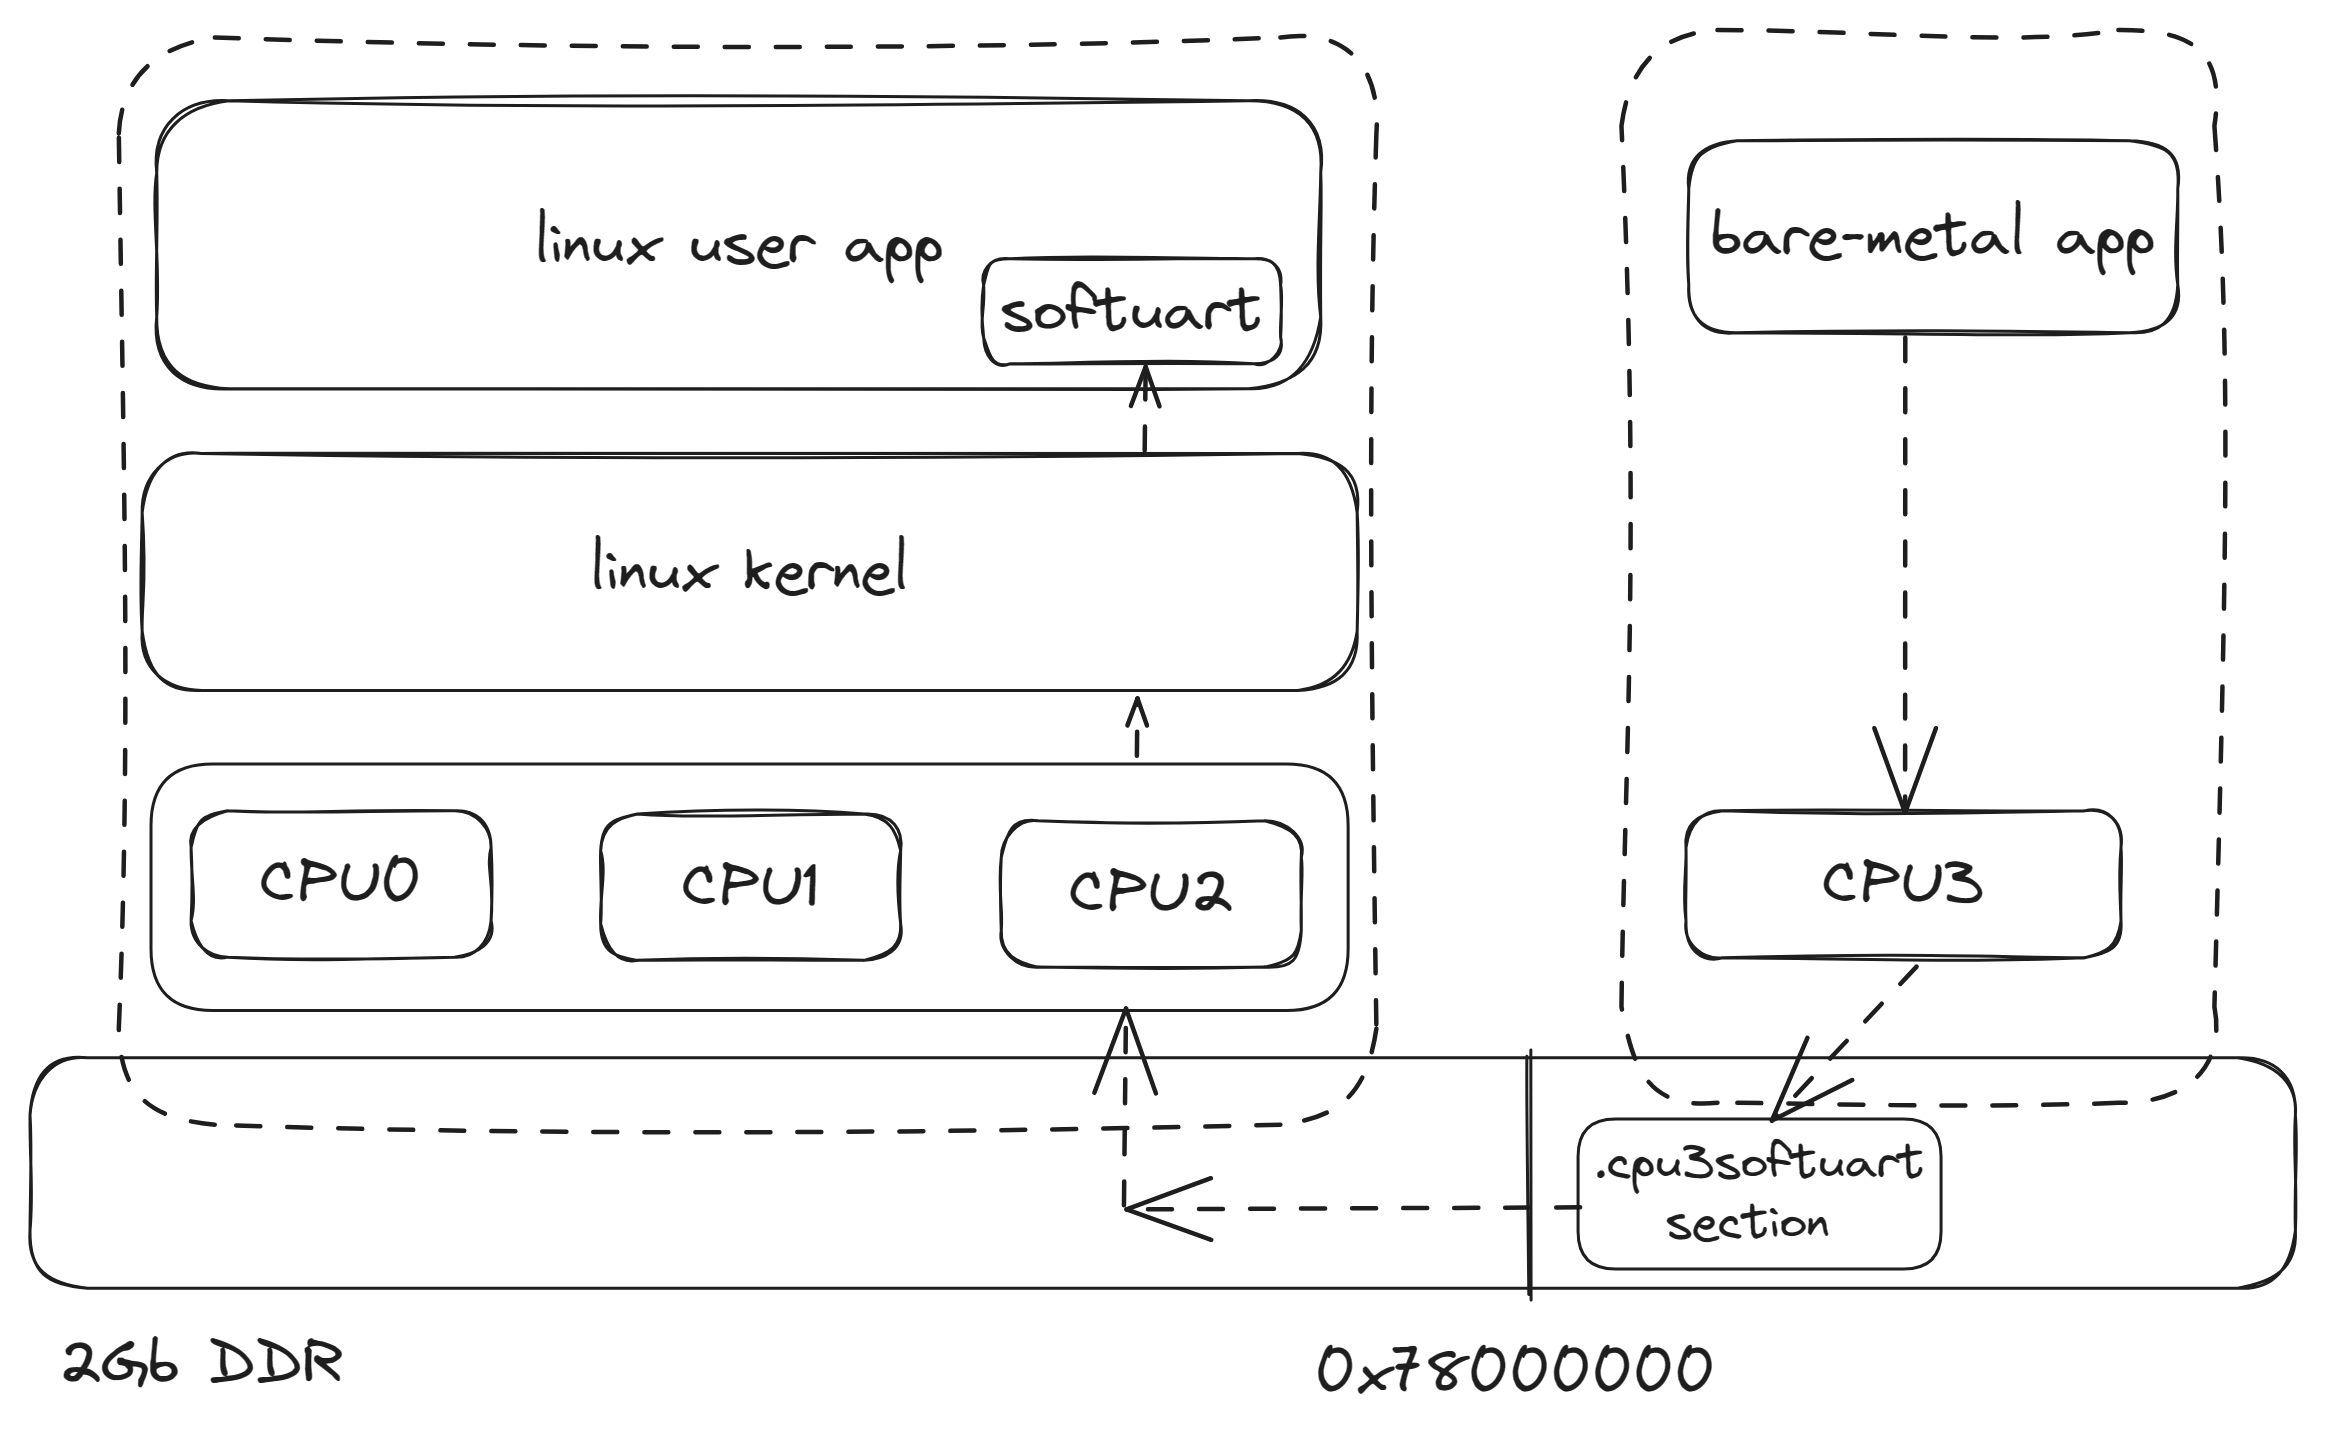 linux user app
softuart
bare-metal app
linux kernel
CPU0
CPU1
CPU2
CPU3
.cpu3softuart
section
2Gb DDR
0x78000000